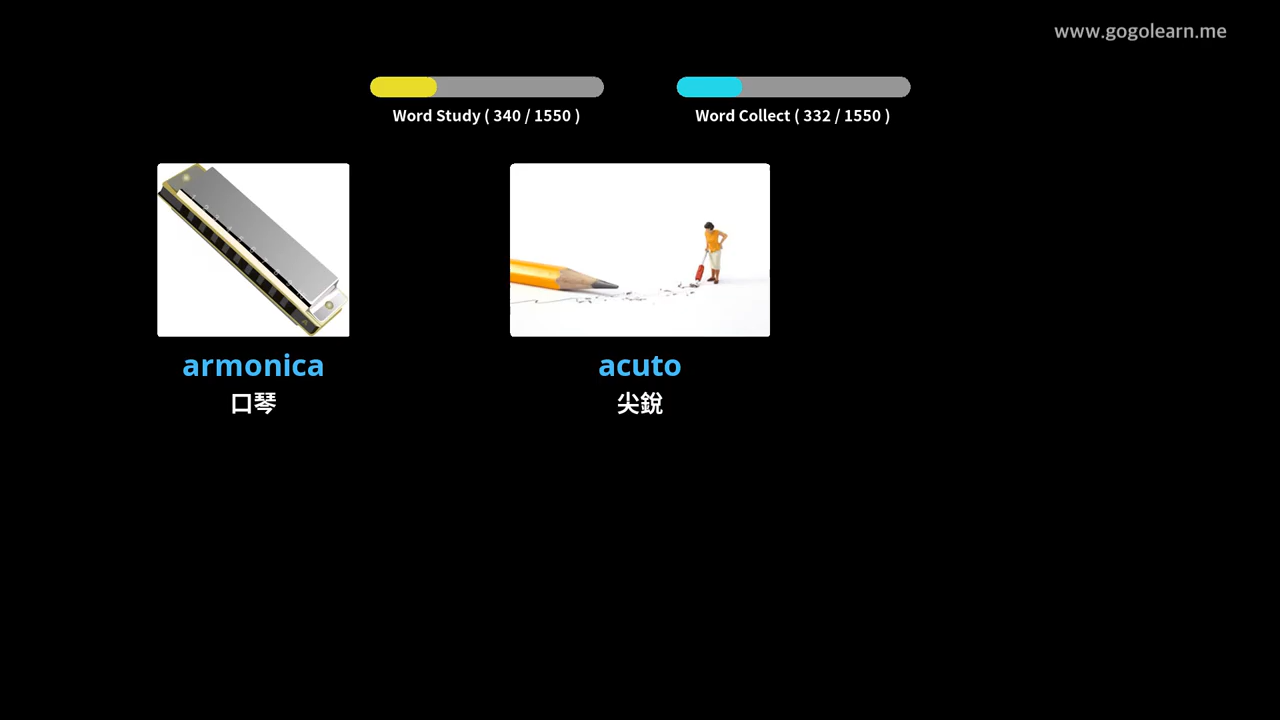 www.gogolearn.me
Word Study ( 340 / 1550 )
Word Collect ( 332 / 1550 )
armonica
口琴
acuto
尖銳